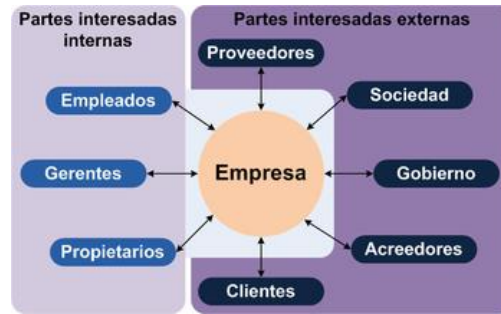 Partes interesadas
internas
Partes interesadas externas
Proveedores
Empleados
Sociedad
Gerentes
Empresa
Gobierno
Propietarios
Acreedores
Clientes